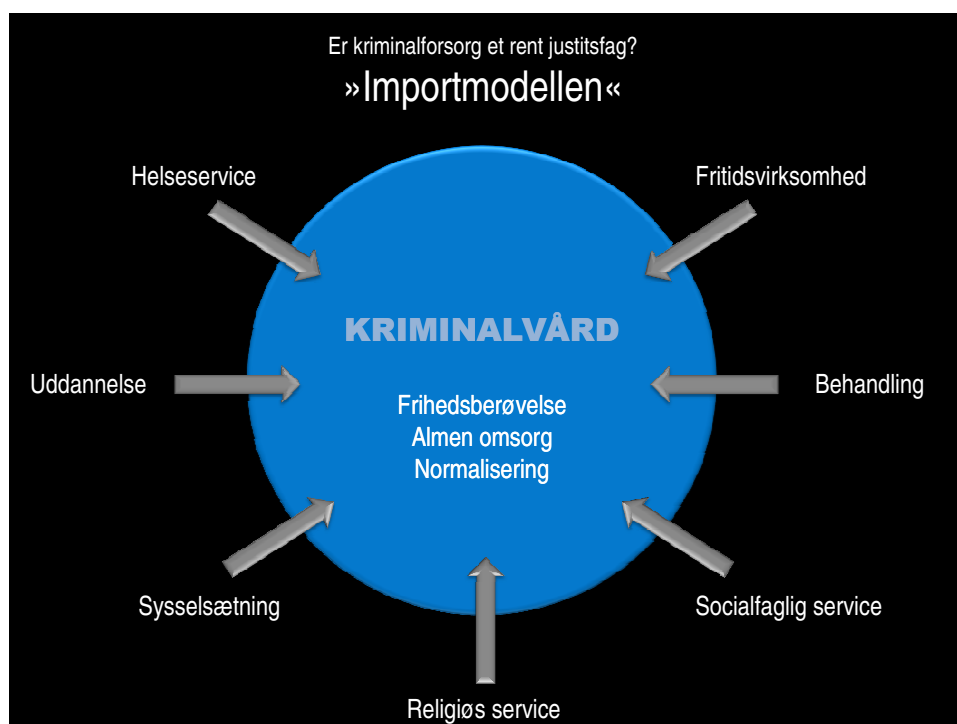 Er kriminalforsorg et rent justitsfag?
»Importmodellen«
Helseservice
Fritidsvirksomhed
KRIMINALVÅRD
Uddannelse
Behandling
Frihedsberøvelse
Almen omsorg
Normalisering
Sysselsætning
Socialfaglig service
Religiøs service